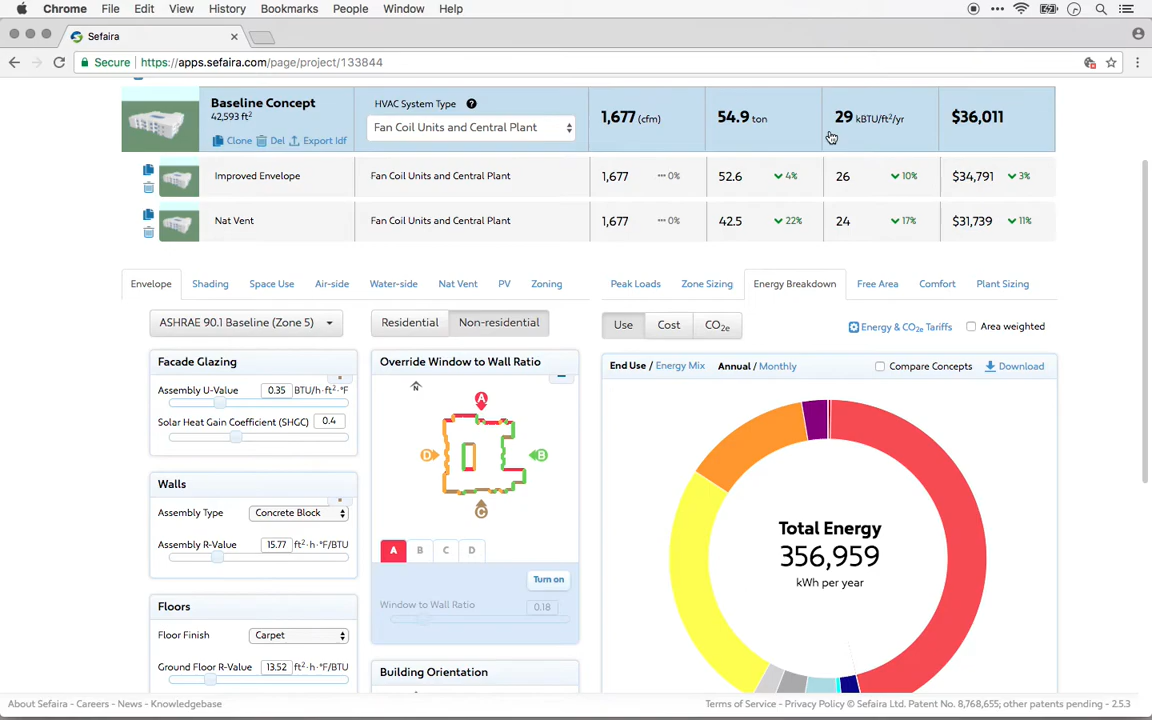 Chrome File Edit View History Bookmarks People Window Help
Sefaira
Secure https://apps.sefaira.com/page/project/133844
Baseline Concept
42,593 ft²
Clone Del Export Idf
HVAC System Type ?
Fan Coil Units and Central Plant
1,677 (cfm)
54.9 ton
29 kBTU/ft²/yr
$36,011
Improved Envelope Fan Coil Units and Central Plant 1,677 0% 52.6 4% 26 10% $34,791 3%
Nat Vent Fan Coil Units and Central Plant 1,677 0% 42.5 22% 24 17% $31,739 11%
Envelope Shading Space Use Air-side Water-side Nat Vent PV Zoning
Peak Loads Zone Sizing Energy Breakdown Free Area Comfort Plant Sizing
ASHRAE 90.1 Baseline (Zone 5) Residential Non-residential
Use Cost CO₂e Energy & CO₂e Tariffs Area weighted
Facade Glazing
Assembly U-Value 0.35 BTU/h·ft²·°F
Solar Heat Gain Coefficient (SHGC) 0.4
Walls
Assembly Type Concrete Block
Assembly R-Value 15.77 ft²·h·°F/BTU
Floors
Floor Finish Carpet
Ground Floor R-Value 13.52 ft²·h·°F/BTU
Override Window to Wall Ratio
N
A
D
B
C
A B C D
Turn on
Window to Wall Ratio 0.18
Building Orientation
End Use / Energy Mix Annual / Monthly Compare Concepts Download
Total Energy
356,959
kWh per year
About Sefaira - Careers - News - Knowledgebase
Terms of Service - Privacy Policy © Sefaira Ltd. Patent No. 8,768,655; other patents pending - 2.5.3